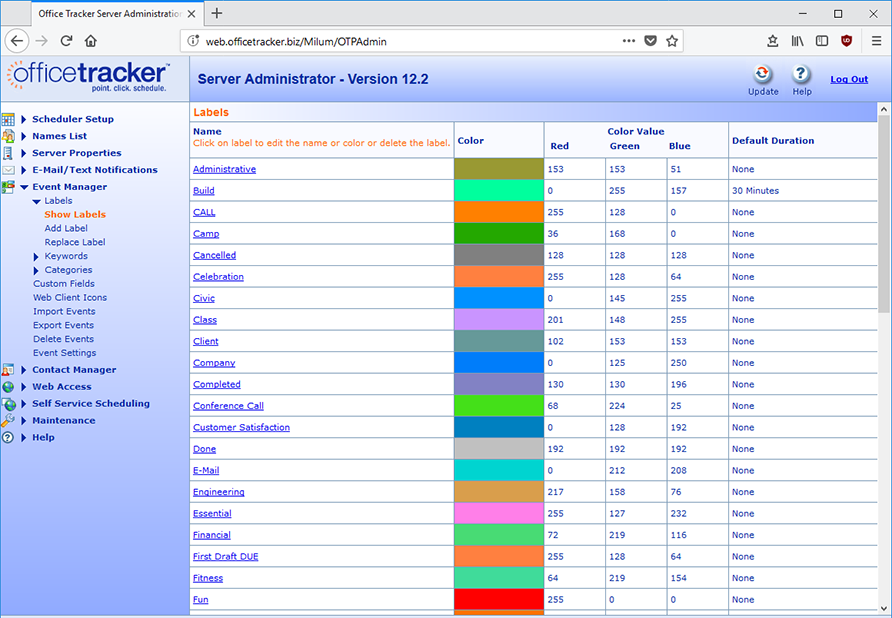 Office Tracker Server Administration
web.officetracker.biz/Milum/OTPAdmin
officetracker™
point. click. schedule.
Server Administrator - Version 12.2
Update
Help
Log Out
Scheduler Setup
Names List
Server Properties
E-Mail/Text Notifications
Event Manager
Labels
Show Labels
Add Label
Replace Label
Keywords
Categories
Custom Fields
Web Client Icons
Import Events
Export Events
Delete Events
Event Settings
Contact Manager
Web Access
Self Service Scheduling
Maintenance
Help
Labels
Name Color Color Value Default Duration
Click on label to edit the name or color or delete the label. Red Green Blue
Administrative 153 153 51 None
Build 0 255 157 30 Minutes
CALL 255 128 0 None
Camp 36 168 0 None
Cancelled 128 128 128 None
Celebration 255 128 64 None
Civic 0 145 255 None
Class 201 148 255 None
Client 102 153 153 None
Company 0 125 250 None
Completed 130 130 196 None
Conference Call 68 224 25 None
Customer Satisfaction 0 128 192 None
Done 192 192 192 None
E-Mail 0 212 208 None
Engineering 217 158 76 None
Essential 255 127 232 None
Financial 72 219 116 None
First Draft DUE 255 128 64 None
Fitness 64 219 154 None
Fun 255 0 0 None